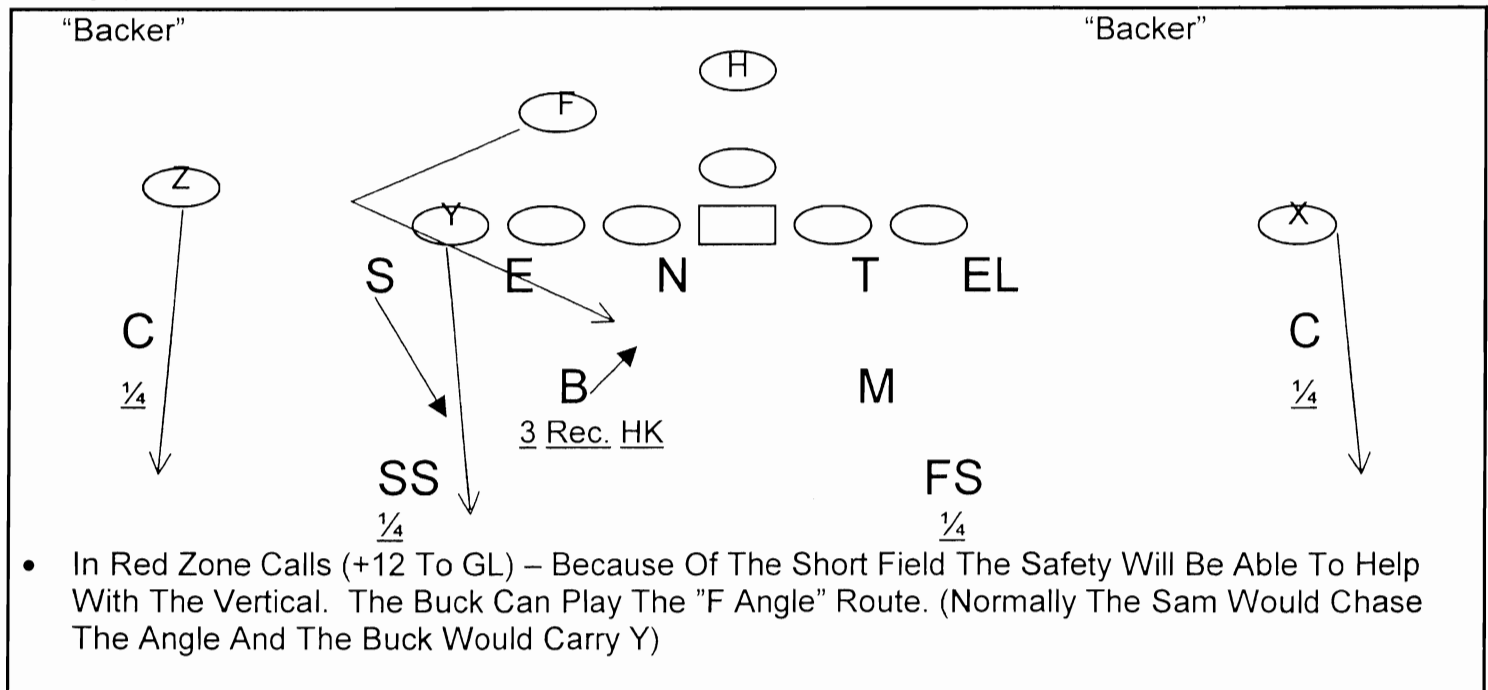 “Backer” “Backer”
H
F
Z
Y X
S E N T EL
C C
¼ B M ¼
3 Rec. HK
SS FS
¼ ¼
• In Red Zone Calls (+12 To GL) – Because Of The Short Field The Safety Will Be Able To Help
With The Vertical. The Buck Can Play The ”F Angle” Route. (Normally The Sam Would Chase
The Angle And The Buck Would Carry Y)